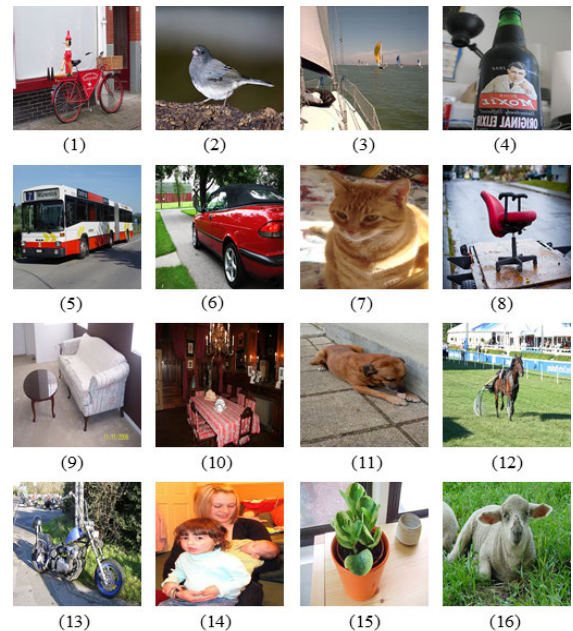 (1) (2) (3) (4)
MOXIE
ORIGINAL ELIXIR
(5) (6) (7) (8)
(9) (10) (11) (12)
(13) (14) (15) (16)